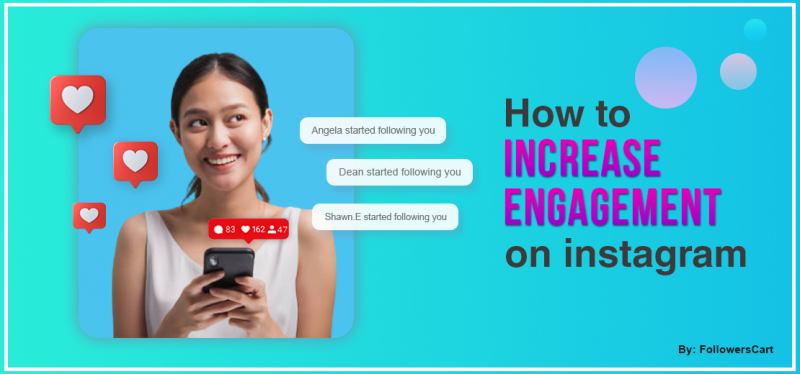 How to
INCREASE
ENGAGEMENT
on instagram
Angela started following you
Dean started following you
Shawn.E started following you
83 162 47
By: FollowersCart